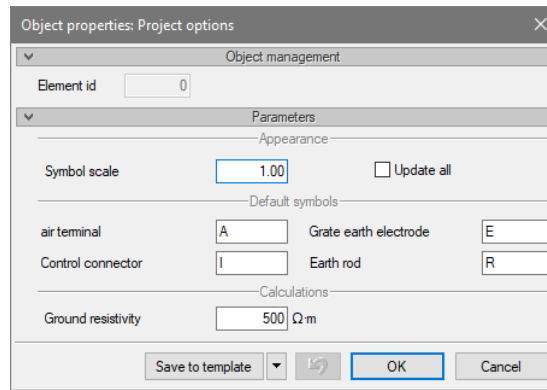 Object properties: Project options
Object management
Element id 0
Parameters
Appearance
Symbol scale 1.00 Update all
Default symbols
air terminal A Grate earth electrode E
Control connector I Earth rod R
Calculations
Ground resistivity 500 Ω·m
Save to template OK Cancel